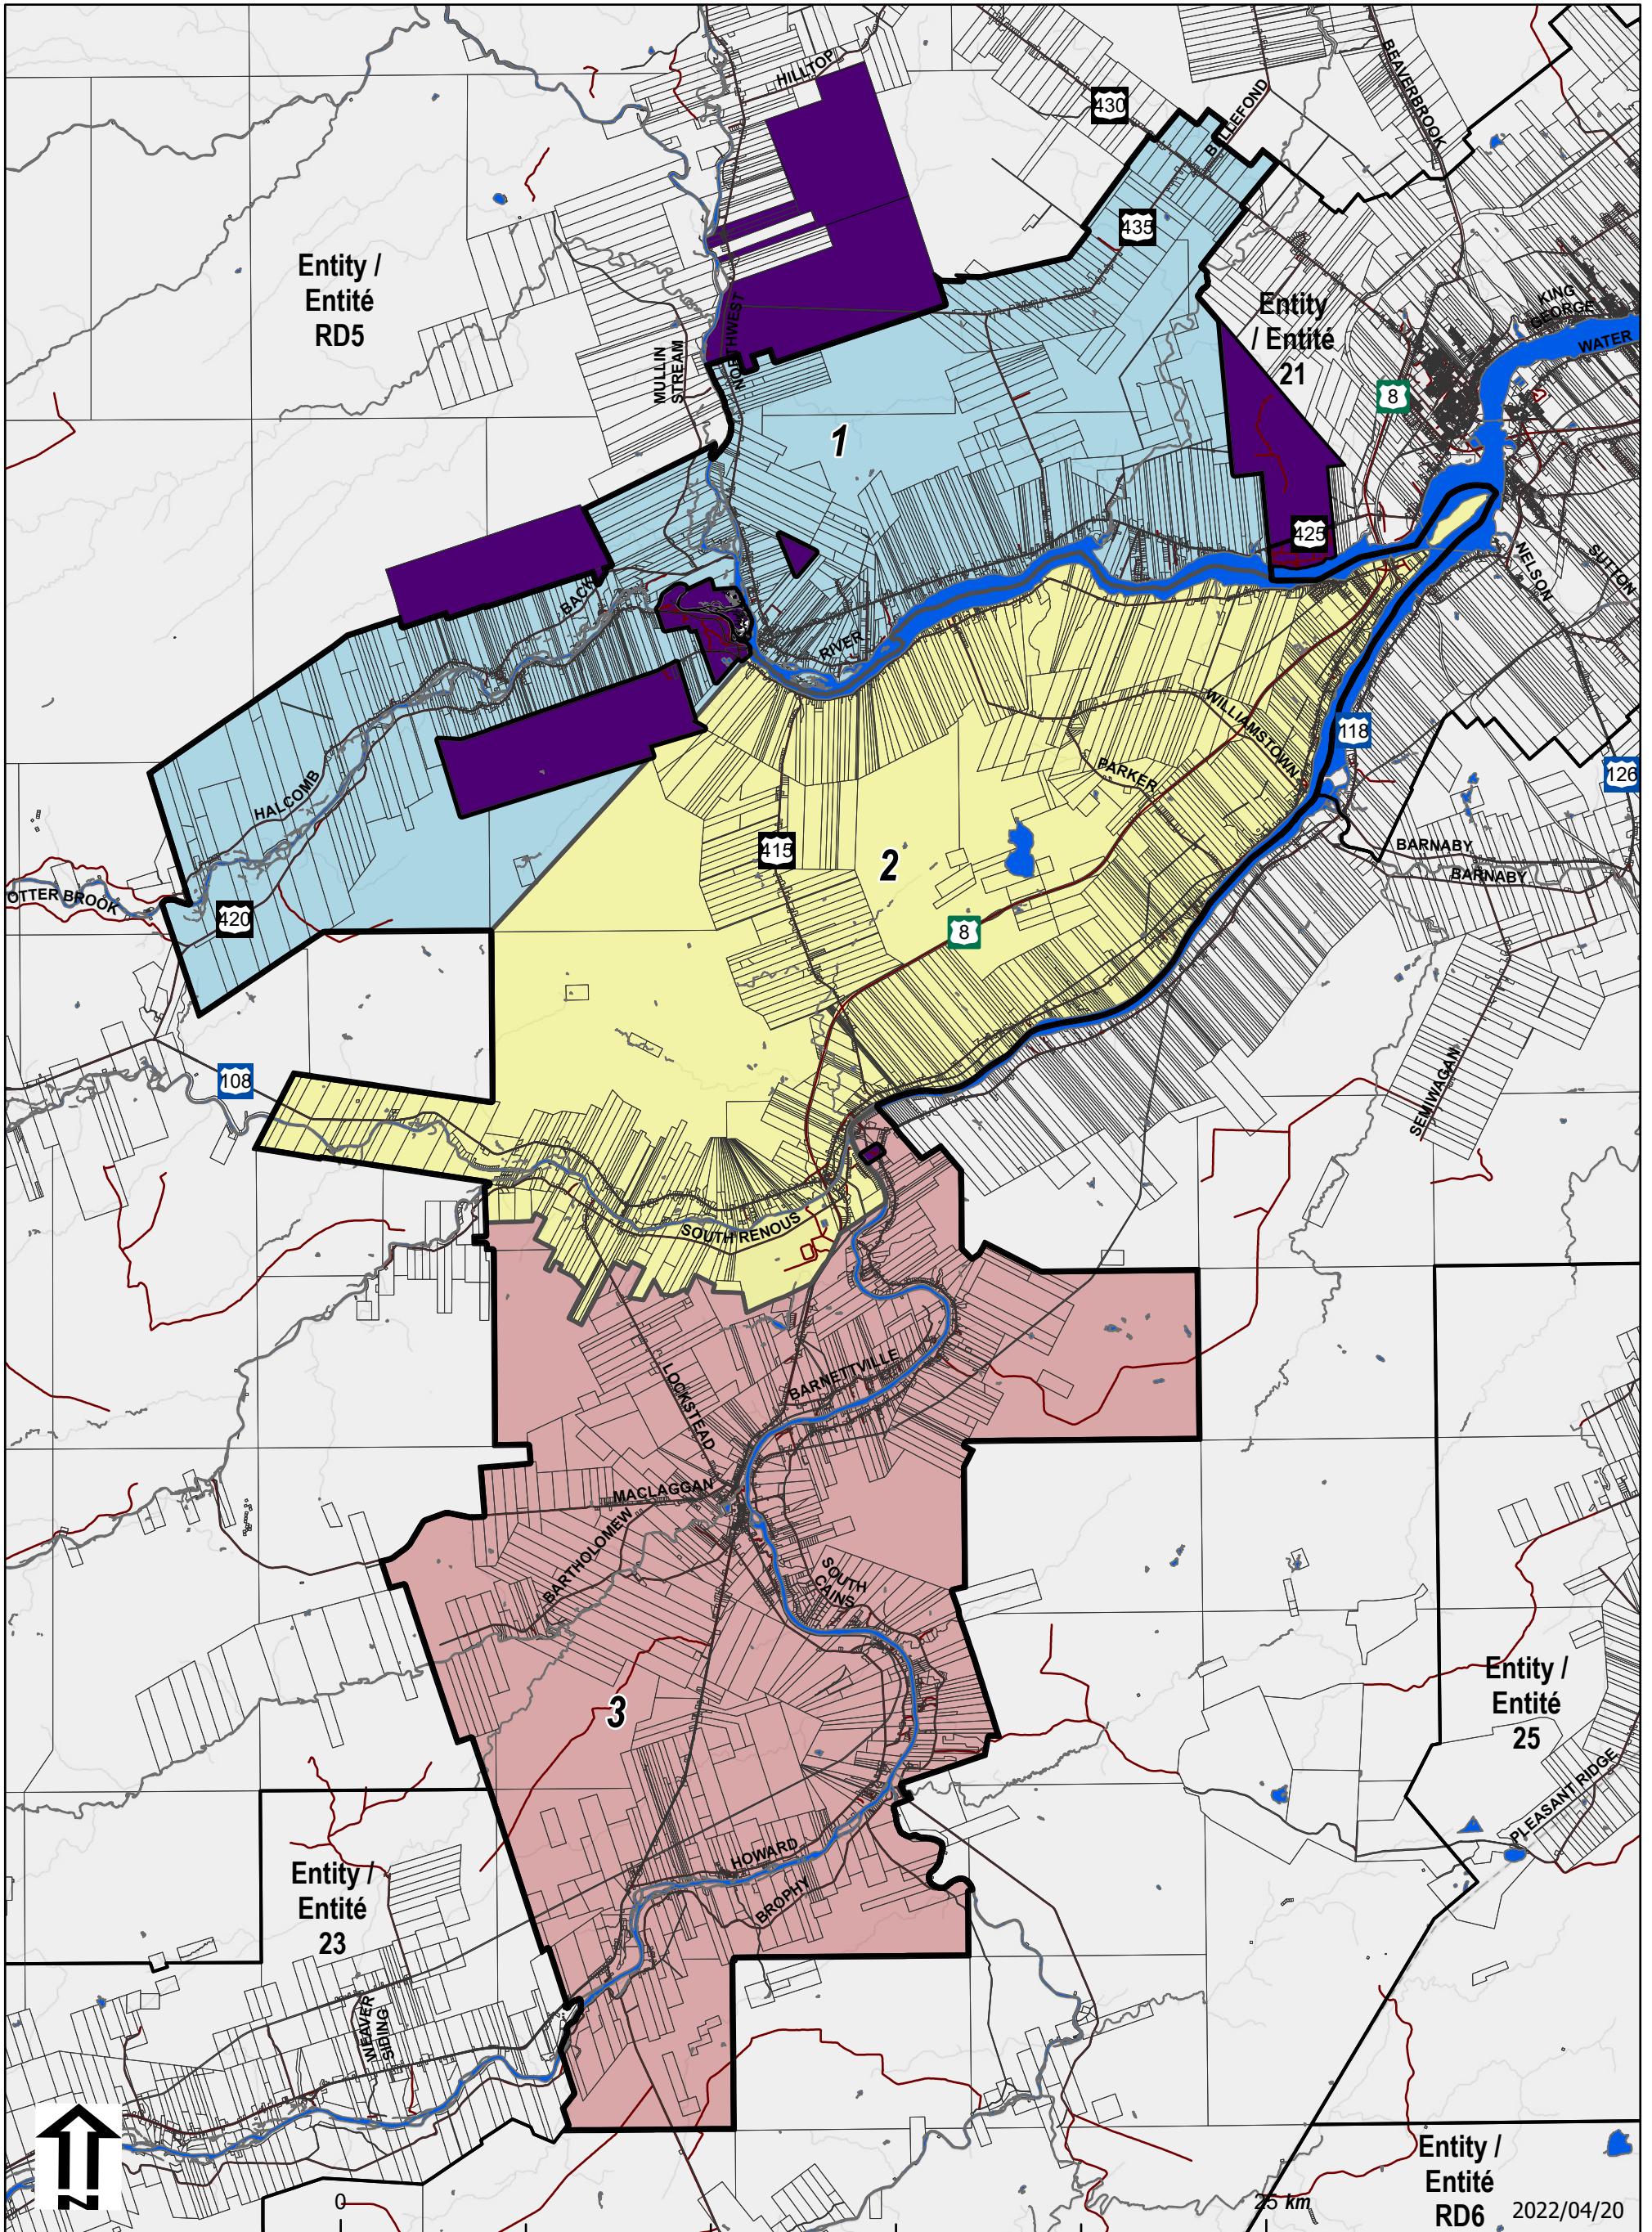 HILLTOP
430
BELLEFOND
BEAVERBROOK
435
Entity /
Entité
RD5
Entity
/ Entité
21
KING
GEORGE
WATER
NORTHWEST
MULLIN
STREAM
8
1
425
NELSON
SUTTON
BACK
RIVER
WILLIAMSTOWN
118
PARKER
126
HALCOMB
415
2
BARNABY
BARNABY
OTTER BROOK
420
8
108
SEMIWAGAN
SOUTH RENOUS
BARNETTVILLE
LOCKSTEAD
MACLAGGAN
BARTHOLOMEW
SOUTH
CAINS
3
Entity /
Entité
25
PLEASANT RIDGE
HOWARD
BROPHY
Entity /
Entité
23
WEAVER
SIDING
N
0
25 km
Entity /
Entité
RD6
2022/04/20